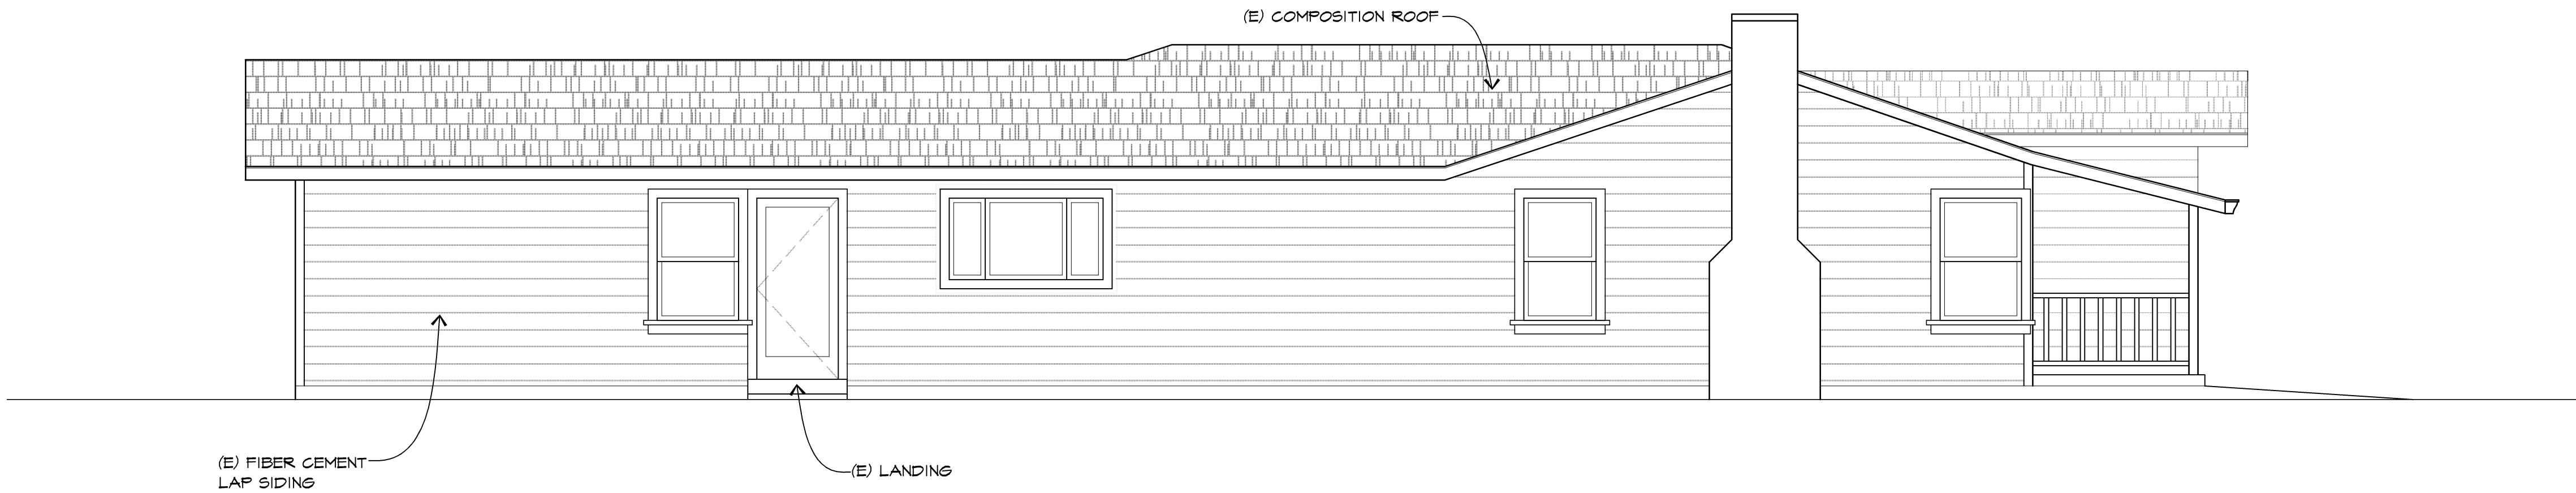 (E) COMPOSITION ROOF
(E) FIBER CEMENT
LAP SIDING
(E) LANDING